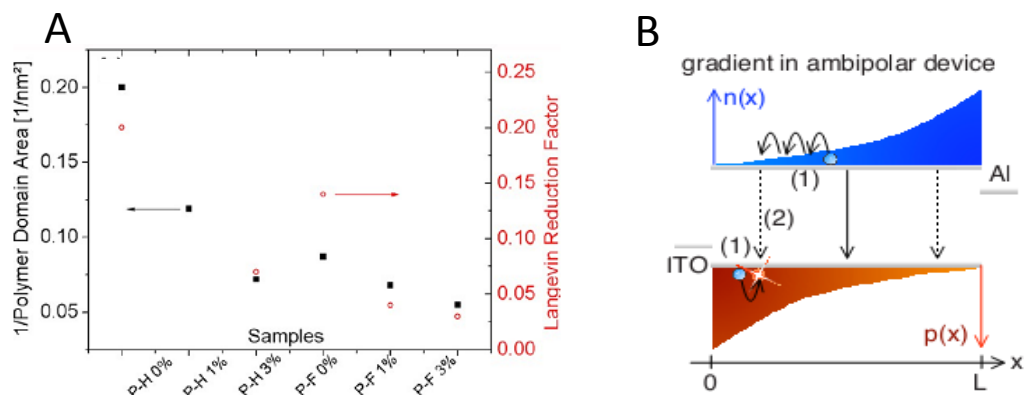 A
1/Polymer Domain Area [1/nm²]
0.20
0.15
0.10
0.05
0.25
0.20
0.15
0.10
0.05
0.00
Langevin Reduction Factor
Samples
P-H 0%
P-H 1%
P-H 3%
P-F 0%
P-F 1%
P-F 3%
B
gradient in ambipolar device
n(x)
(1)
Al
(2)
(1)
ITO
p(x)
0
L
x